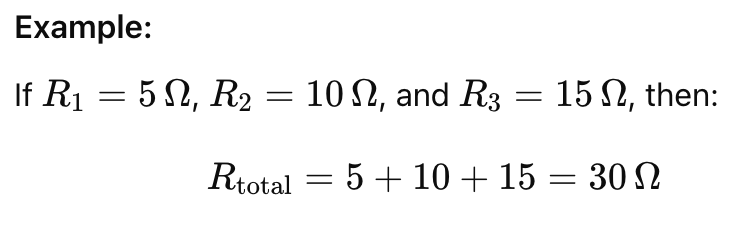 Example:
If R₁ = 5 Ω, R₂ = 10 Ω, and R₃ = 15 Ω, then:
R_total = 5 + 10 + 15 = 30 Ω